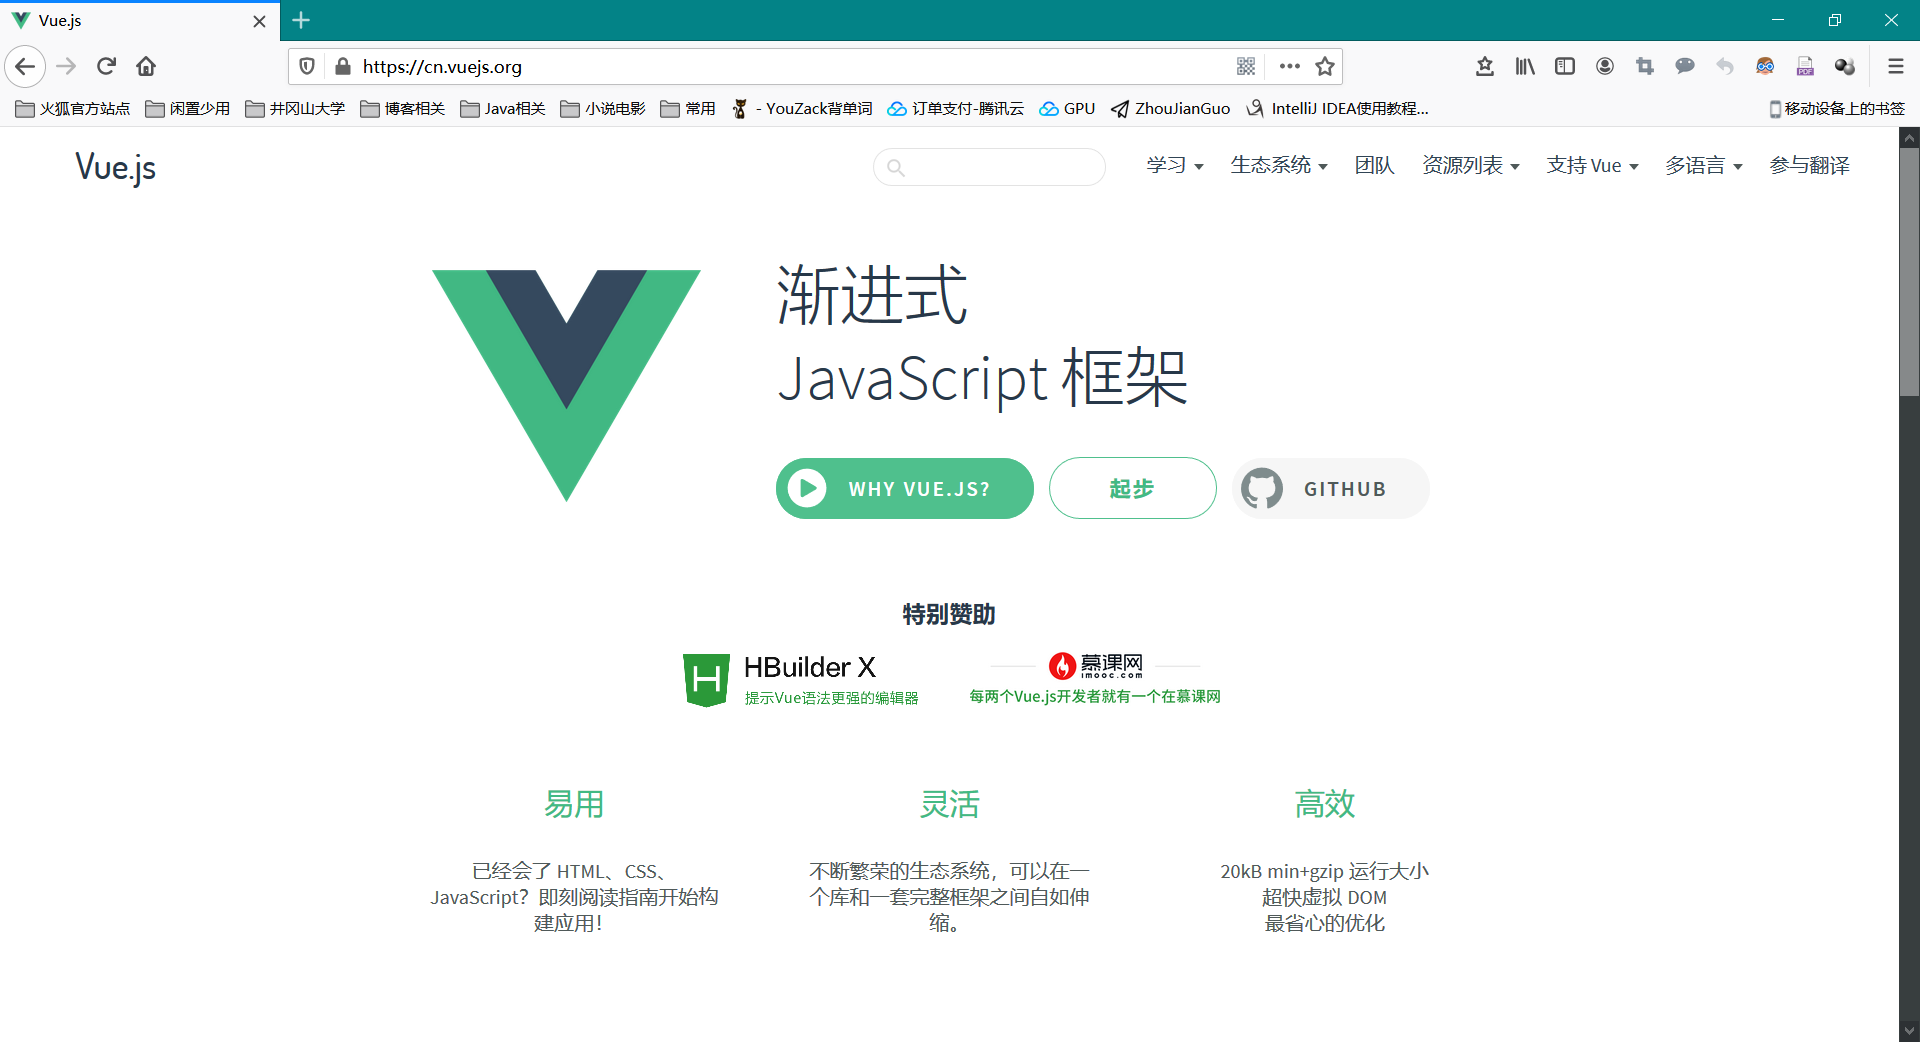 Vue.js
https://cn.vuejs.org
火狐官方站点 闲置少用 井冈山大学 博客相关 Java相关 小说电影 常用 - YouZack背单词 订单支付-腾讯云 GPU ZhouJianGuo IntelliJ IDEA使用教程... 移动设备上的书签
Vue.js 学习 生态系统 团队 资源列表 支持 Vue 多语言 参与翻译
渐进式
JavaScript 框架
WHY VUE.JS? 起步 GITHUB
特别赞助
HBuilder X
提示Vue语法更强的编辑器
慕课网
imooc.com
每两个Vue.js开发者就有一个在慕课网
易用
已经会了 HTML、CSS、
JavaScript？即刻阅读指南开始构
建应用！
灵活
不断繁荣的生态系统，可以在一
个库和一套完整框架之间自如伸
缩。
高效
20kB min+gzip 运行大小
超快虚拟 DOM
最省心的优化